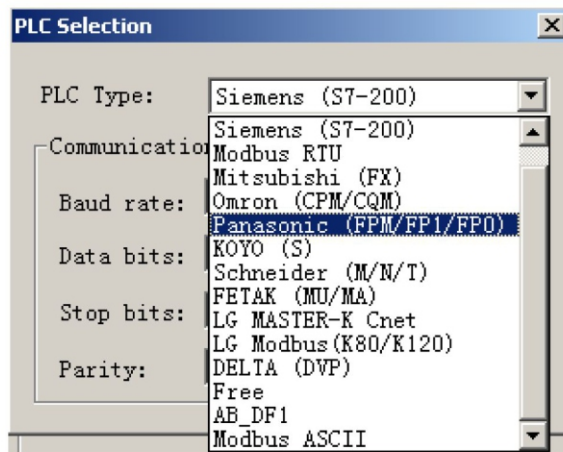 PLC Selection
PLC Type:
Siemens (S7-200)
Siemens (S7-200)
Modbus RTU
Mitsubishi (FX)
Omron (CPM/CQM)
Panasonic (FPM/FP1/FP0)
KOYO (S)
Schneider (M/N/T)
FETAK (MU/MA)
LG MASTER-K Cnet
LG Modbus(K80/K120)
DELTA (DVP)
Free
AB_DF1
Modbus ASCII
Baud rate:
Data bits:
Stop bits:
Parity: